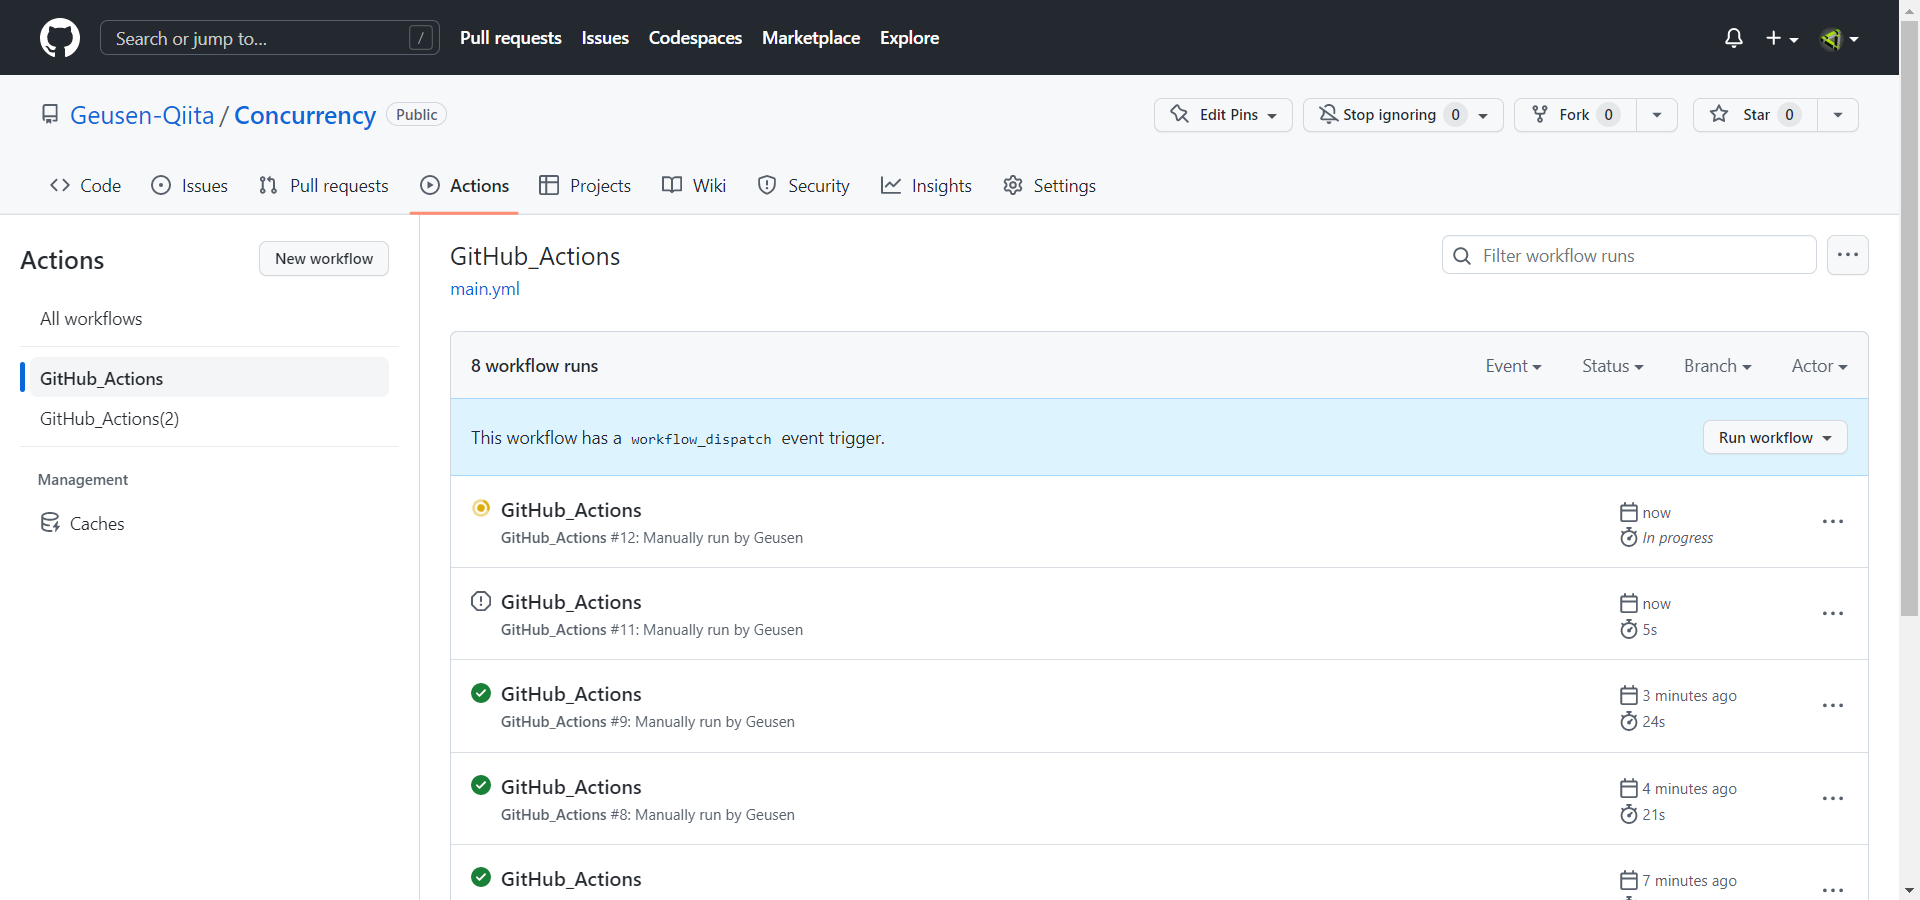 Search or jump to... /
Pull requests Issues Codespaces Marketplace Explore
Geusen-Qiita / Concurrency Public
Edit Pins Stop ignoring 0 Fork 0 Star 0
Code Issues Pull requests Actions Projects Wiki Security Insights Settings
Actions
New workflow
All workflows
GitHub_Actions
GitHub_Actions(2)
Management
Caches
GitHub_Actions
main.yml
Filter workflow runs
8 workflow runs
Event Status Branch Actor
This workflow has a workflow_dispatch event trigger.
Run workflow
GitHub_Actions
GitHub_Actions #12: Manually run by Geusen
now
In progress
GitHub_Actions
GitHub_Actions #11: Manually run by Geusen
now
5s
GitHub_Actions
GitHub_Actions #9: Manually run by Geusen
3 minutes ago
24s
GitHub_Actions
GitHub_Actions #8: Manually run by Geusen
4 minutes ago
21s
GitHub_Actions
7 minutes ago